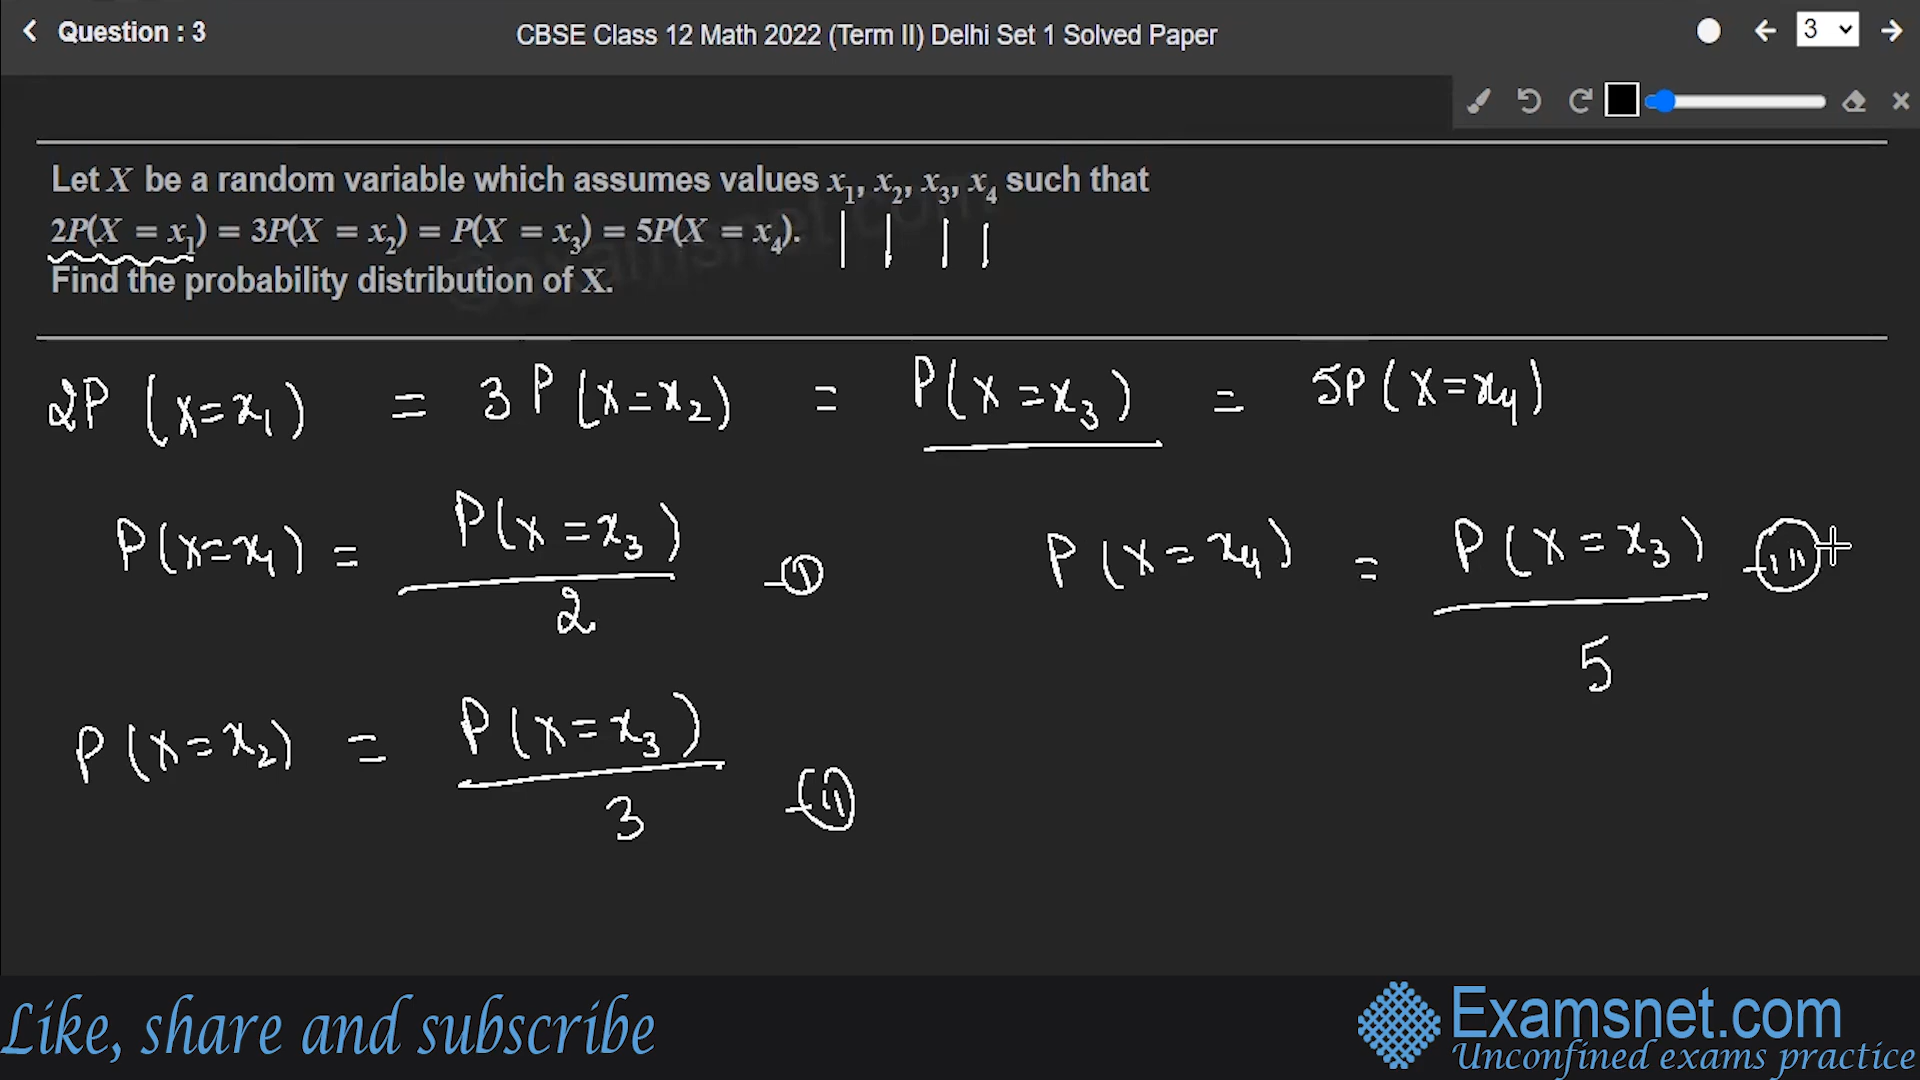 Question : 3
CBSE Class 12 Math 2022 (Term II) Delhi Set 1 Solved Paper
3
Let X be a random variable which assumes values x₁, x₂, x₃, x₄ such that
2P(X = x₁) = 3P(X = x₂) = P(X = x₃) = 5P(X = x₄).
Find the probability distribution of X.
@examsnet.com
2P (X=x₁) = 3 P (X=x₂) = P(X=x₃) = 5P (X=x₄)
P(X=x₁) = P(X=x₃) / 2 -(i)
P (X=x₄) = P(X=x₃) / 5 -(iii)
P (X=x₂) = P(X=x₃) / 3 -(ii)
Like, share and subscribe
Examsnet.com
Unconfined exams practice